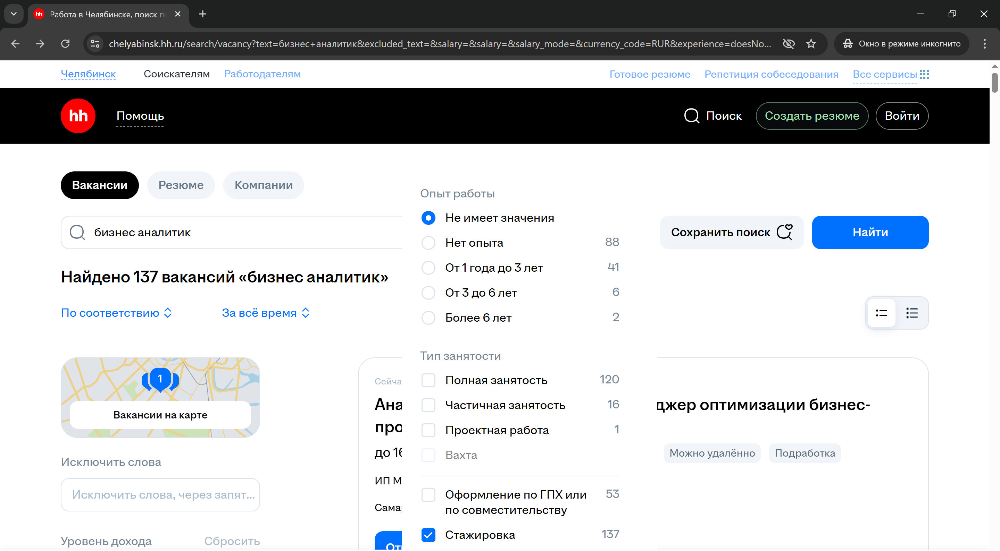 Работа в Челябинске, поиск
chelyabinsk.hh.ru/search/vacancy?text=бизнес+аналитик&excluded_text=&salary=&salary=&salary_mode=&currency_code=RUR&experience=doesNo...
Окно в режиме инкогнито
Челябинск Соискателям Работодателям Готовое резюме Репетиция собеседования Все сервисы
hh Помощь Поиск Создать резюме Войти
Вакансии Резюме Компании
бизнес аналитик
Сохранить поиск Найти
Найдено 137 вакансий «бизнес аналитик»
По соответствию За всё время
1
Вакансии на карте
Исключить слова
Исключить слова, через запят...
Уровень дохода Сбросить
Опыт работы
Не имеет значения
Нет опыта 88
От 1 года до 3 лет 41
От 3 до 6 лет 6
Более 6 лет 2
Тип занятости
Полная занятость 120
Частичная занятость 16
Проектная работа 1
Вахта
Оформление по ГПХ или 53
по совместительству
Стажировка 137
Сейча
Ана
джер оптимизации бизнес-
про
до 16
Можно удалённо Подработка
ИП М
Сама